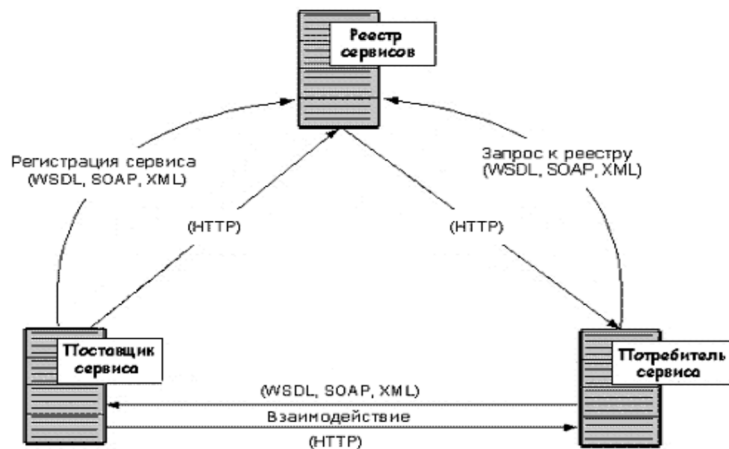 Реестр
сервисов
Регистрация сервиса
(WSDL, SOAP, XML)
Запрос к реестру
(WSDL, SOAP, XML)
(HTTP)
(HTTP)
Поставщик
сервиса
Потребитель
сервиса
(WSDL, SOAP, XML)
Взаимодействие
(HTTP)